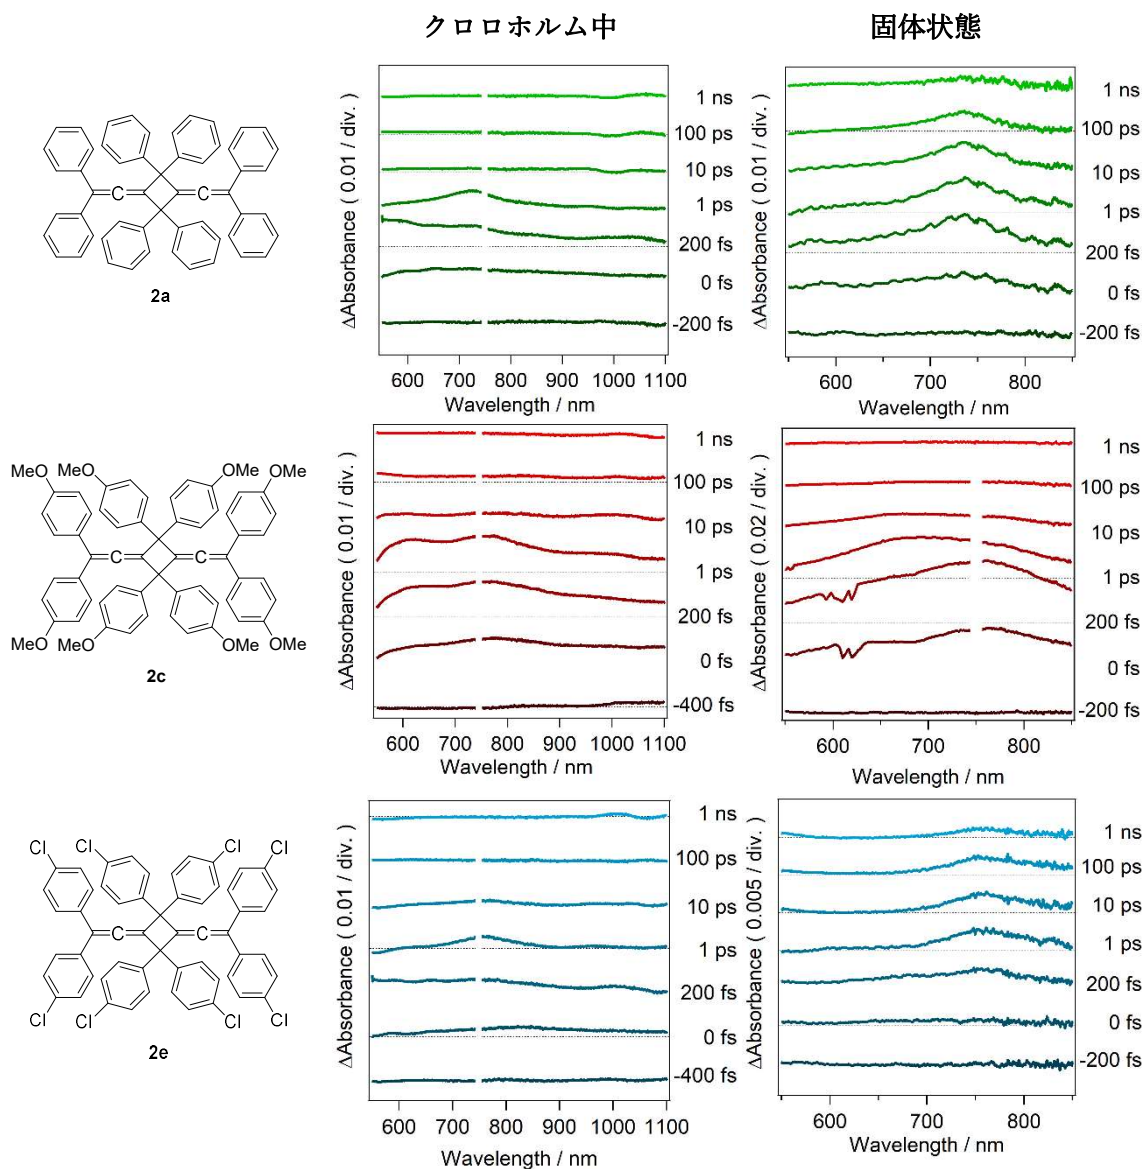 クロロホルム中
固体状態
C
C
2a
ΔAbsorbance ( 0.01 / div. )
1 ns
100 ps
10 ps
1 ps
200 fs
0 fs
-200 fs
600 700 800 900 1000 1100
Wavelength / nm
ΔAbsorbance ( 0.01 / div. )
1 ns
100 ps
10 ps
1 ps
200 fs
0 fs
-200 fs
600 700 800
Wavelength / nm
MeO MeO OMe OMe
C
C
MeO MeO OMe OMe
2c
ΔAbsorbance ( 0.01 / div. )
1 ns
100 ps
10 ps
1 ps
200 fs
0 fs
-400 fs
600 700 800 900 1000 1100
Wavelength / nm
ΔAbsorbance ( 0.02 / div. )
1 ns
100 ps
10 ps
1 ps
200 fs
0 fs
-200 fs
600 700 800
Wavelength / nm
Cl Cl Cl Cl
C
C
Cl Cl Cl Cl
2e
ΔAbsorbance ( 0.01 / div. )
1 ns
100 ps
10 ps
1 ps
200 fs
0 fs
-400 fs
600 700 800 900 1000 1100
Wavelength / nm
ΔAbsorbance ( 0.005 / div. )
1 ns
100 ps
10 ps
1 ps
200 fs
0 fs
-200 fs
600 700 800
Wavelength / nm